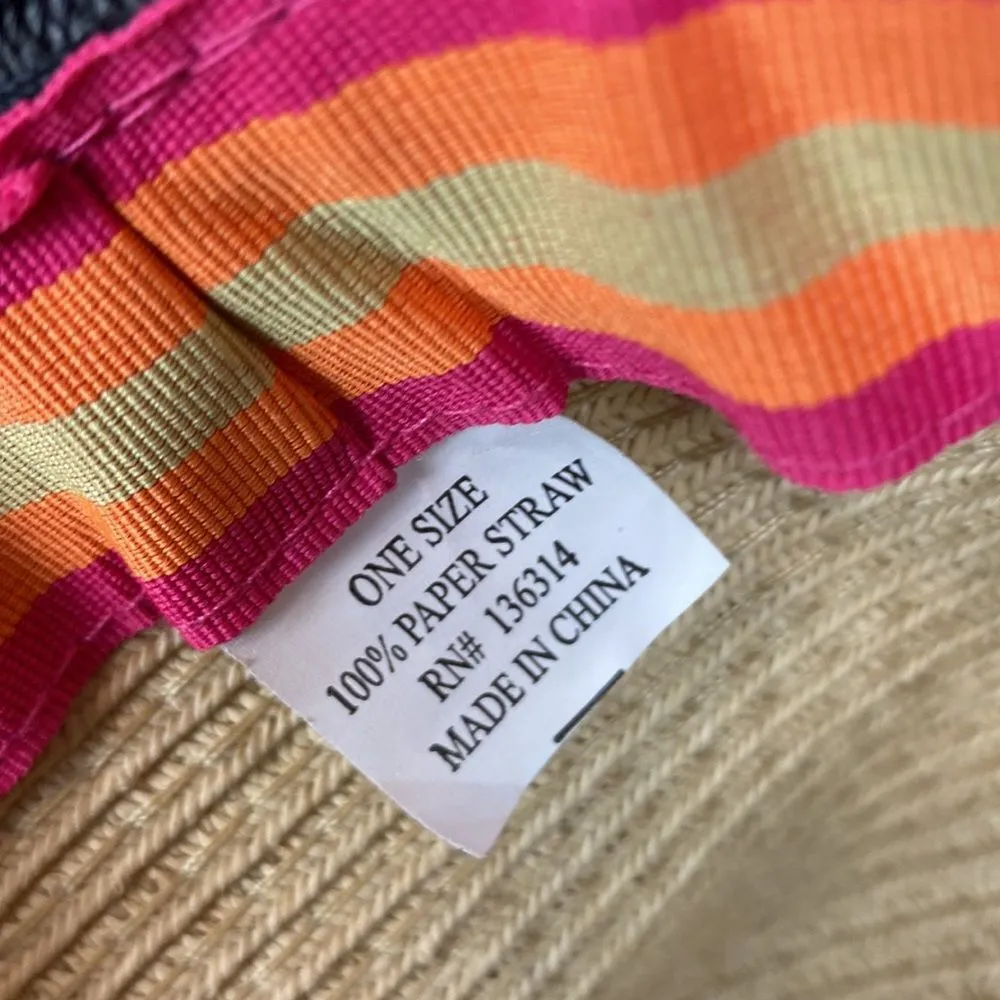 ONE SIZE
100% PAPER STRAW
RN# 136314
MADE IN CHINA